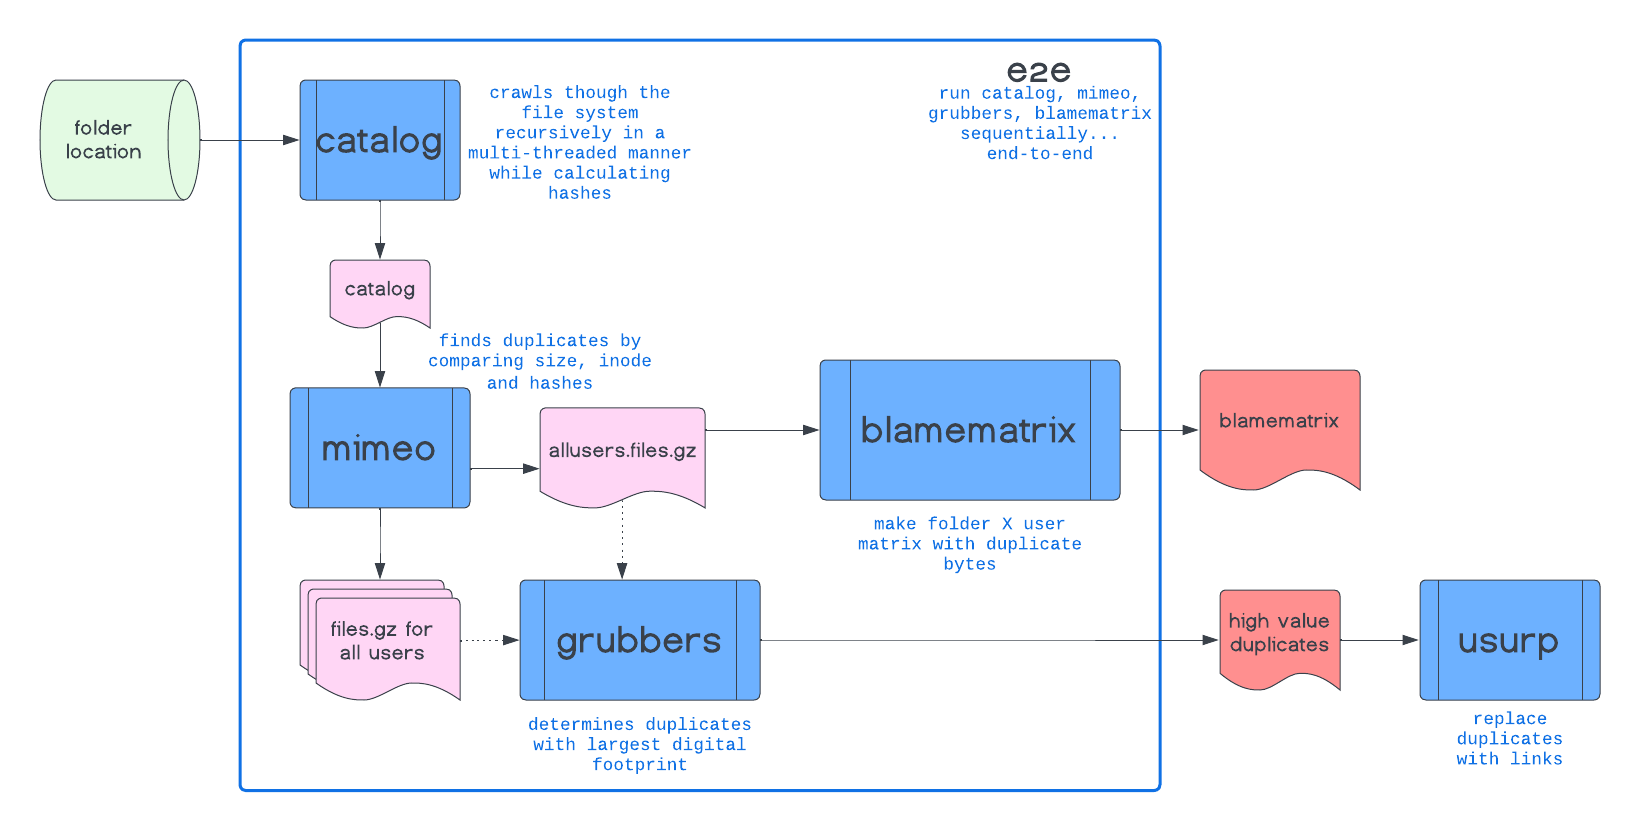 e2e
run catalog, mimeo,
grubbers, blamematrix
sequentially...
end-to-end
folder
location
catalog
crawls though the
file system
recursively in a
multi-threaded manner
while calculating
hashes
catalog
finds duplicates by
comparing size, inode
and hashes
mimeo
allusers.files.gz
blamematrix
make folder X user
matrix with duplicate
bytes
blamematrix
files.gz for
all users
grubbers
determines duplicates
with largest digital
footprint
high value
duplicates
usurp
replace
duplicates
with links